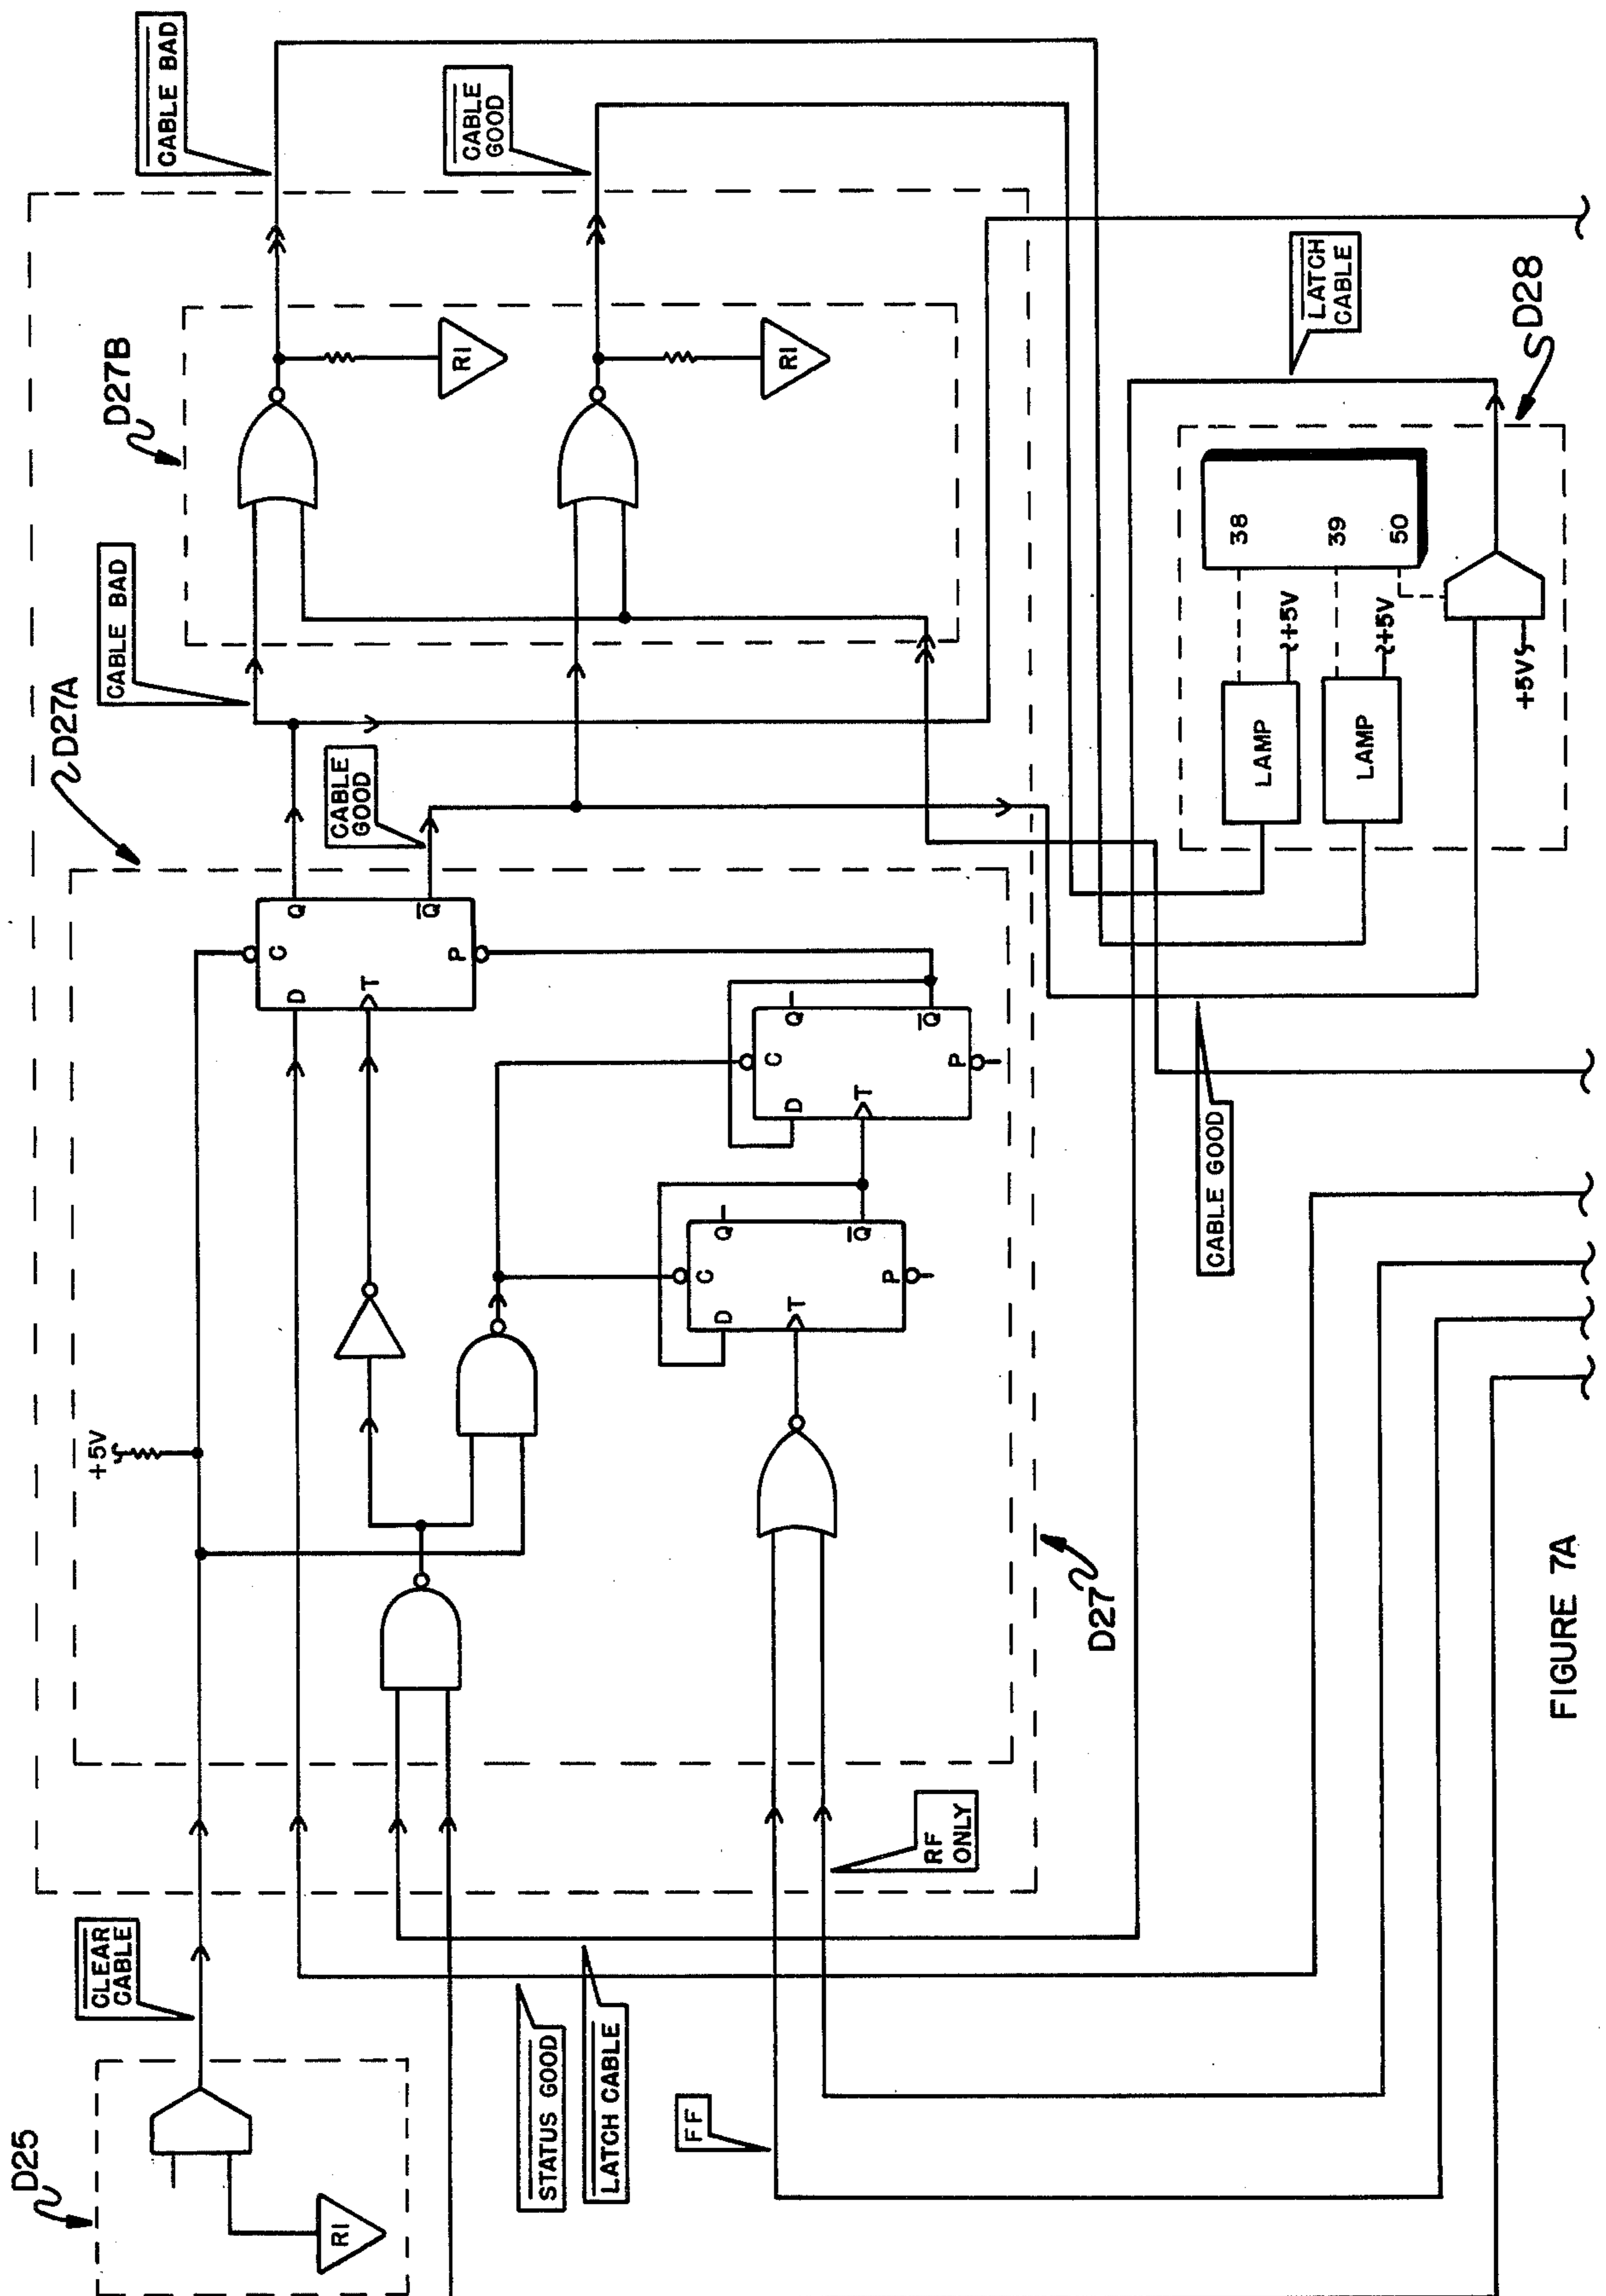 D25
RI
CLEAR
CABLE
STATUS GOOD
LATCH CABLE
FF
RF
ONLY
D27
+5V
D27A
D
C
T
Q
Q
P
D
C
T
Q
Q
P
D
C
T
Q
Q
P
CABLE
GOOD
CABLE BAD
D27B
RI
RI
CABLE BAD
CABLE
GOOD
LATCH
CABLE
D28
38
39
50
+5V
+5V
+5V
LAMP
LAMP
CABLE GOOD
FIGURE 7A